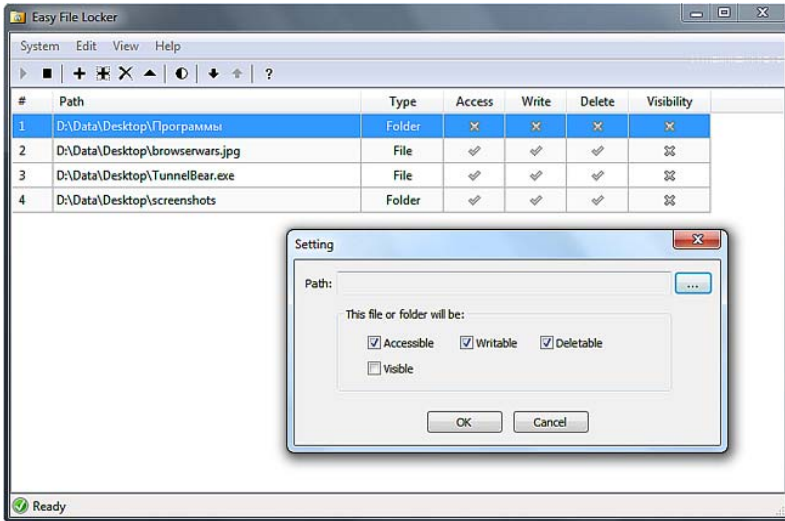 Easy File Locker
System Edit View Help
?
# Path Type Access Write Delete Visibility
1 D:\Data\Desktop\Программы Folder
2 D:\Data\Desktop\browserwars.jpg File
3 D:\Data\Desktop\TunnelBear.exe File
4 D:\Data\Desktop\screenshots Folder
Setting
Path: ...
This file or folder will be:
Accessible Writable Deletable
Visible
OK Cancel
Ready